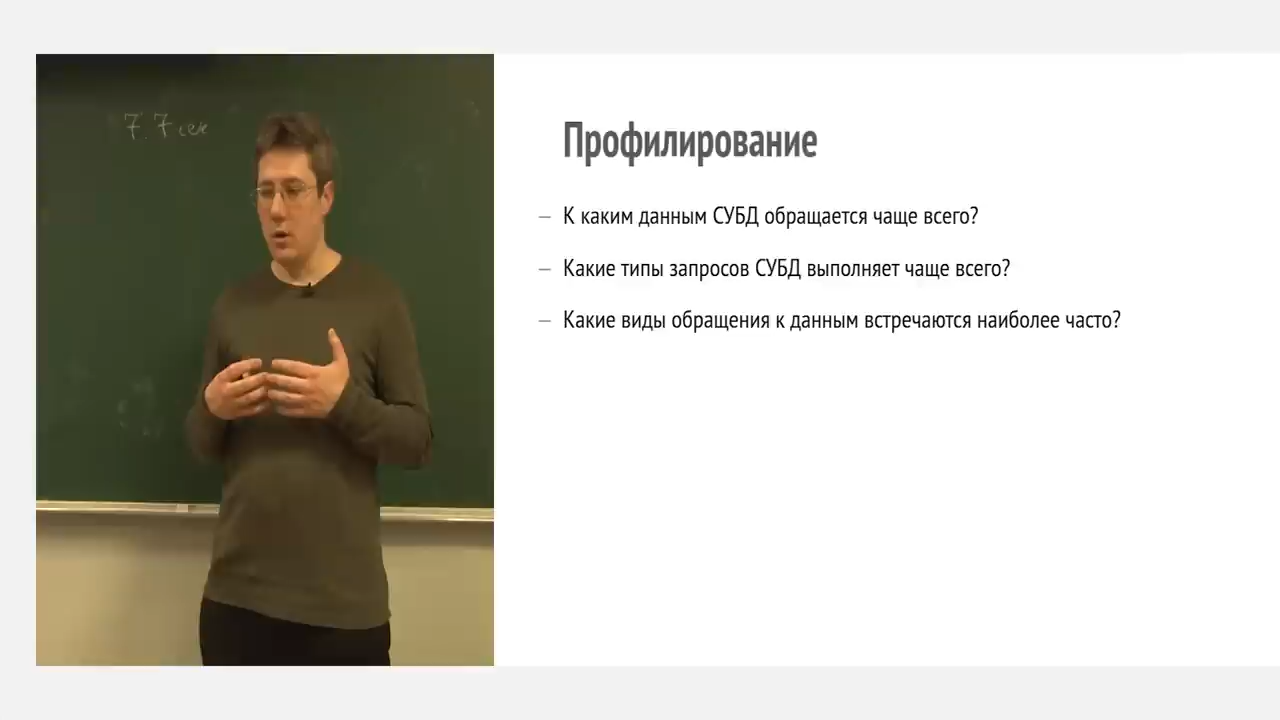 7. 7 сек
Профилирование
– К каким данным СУБД обращается чаще всего?
– Какие типы запросов СУБД выполняет чаще всего?
– Какие виды обращения к данным встречаются наиболее часто?